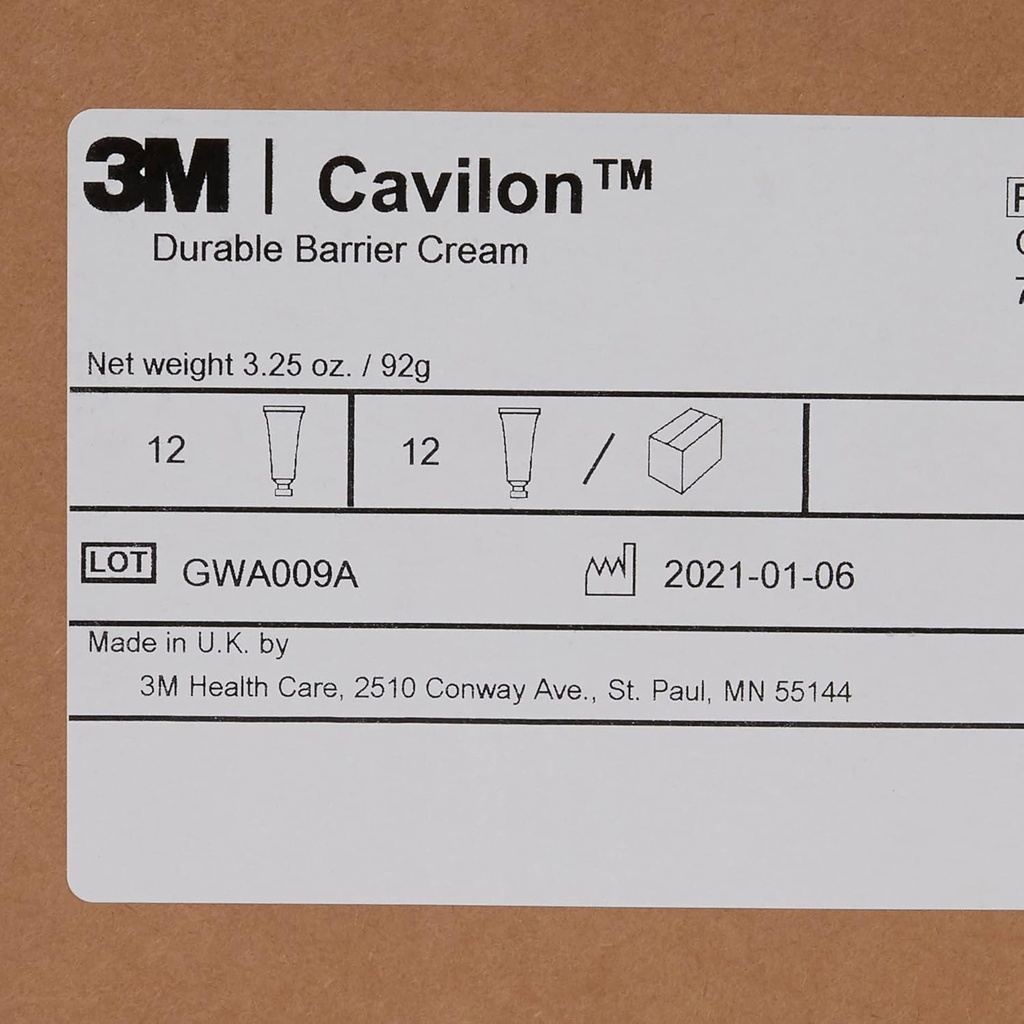 3M | Cavilon™
Durable Barrier Cream
Net weight 3.25 oz. / 92g
12 12 /
LOT GWA009A 2021-01-06
Made in U.K. by
3M Health Care, 2510 Conway Ave., St. Paul, MN 55144